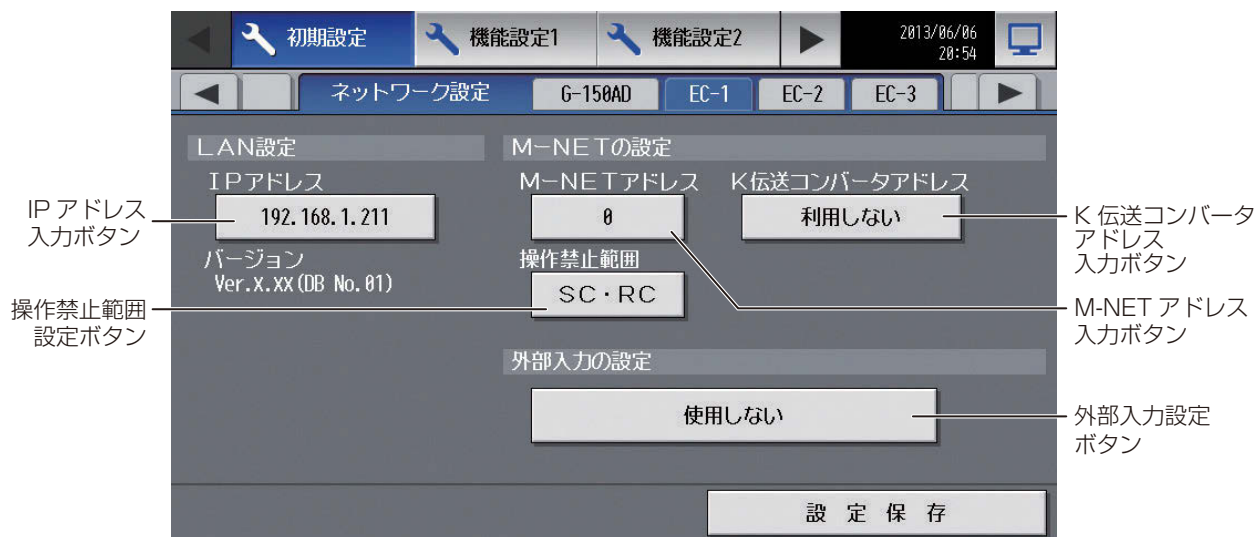 初期設定
機能設定1
機能設定2
2013/06/06
20:54
ネットワーク設定
G-150AD
EC-1
EC-2
EC-3
LAN設定
IPアドレス
192.168.1.211
バージョン
Ver.X.XX(DB No.01)
M-NETの設定
M-NETアドレス
0
K伝送コンバータアドレス
利用しない
操作禁止範囲
SC・RC
外部入力の設定
使用しない
設定保存
IP アドレス
入力ボタン
操作禁止範囲
設定ボタン
K 伝送コンバータ
アドレス
入力ボタン
M-NET アドレス
入力ボタン
外部入力設定
ボタン